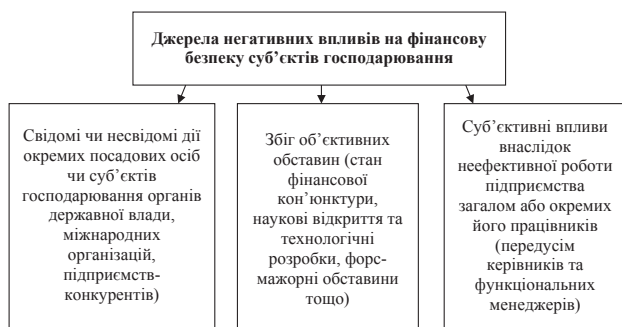 Джерела негативних впливів на фінансову
безпеку суб’єктів господарювання
Свідомі чи несвідомі дії
окремих посадових осіб
чи суб’єктів
господарювання органів
державної влади,
міжнародних
організацій,
підприємств-
конкурентів)
Збіг об’єктивних
обставин (стан
фінансової
кон’юнктури,
наукові відкриття та
технологічні
розробки, форс-
мажорні обставини
тощо)
Суб’єктивні впливи
внаслідок
неефективної роботи
підприємства
загалом або окремих
його працівників
(передусім
керівників та
функціональних
менеджерів)